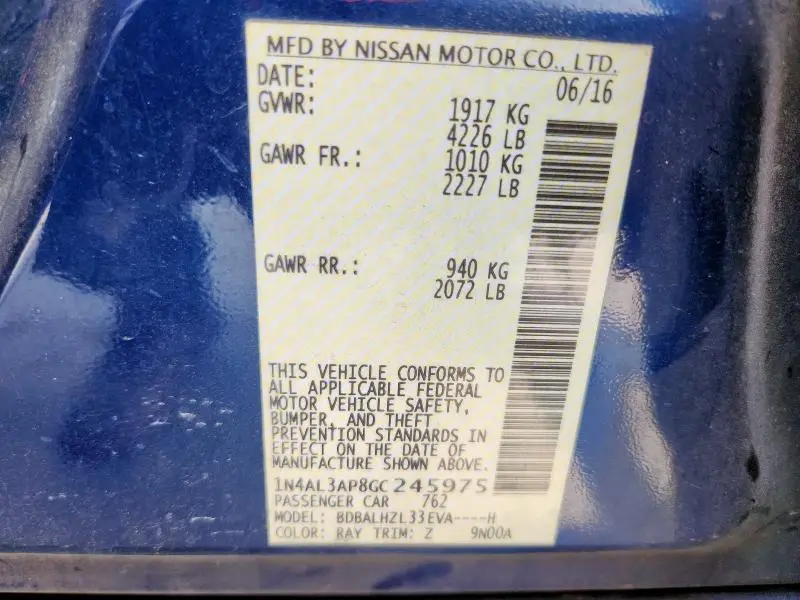 MFD BY NISSAN MOTOR CO., LTD.
DATE: 06/16
GVWR: 1917 KG
4226 LB
GAWR FR.: 1010 KG
2227 LB
GAWR RR.: 940 KG
2072 LB
THIS VEHICLE CONFORMS TO
ALL APPLICABLE FEDERAL
MOTOR VEHICLE SAFETY,
BUMPER, AND THEFT
PREVENTION STANDARDS IN
EFFECT ON THE DATE OF
MANUFACTURE SHOWN ABOVE.
1N4AL3AP8GC245975
PASSENGER CAR 762
MODEL: BDBALHZL33EVA----H
COLOR: RAY TRIM: Z 9N00A